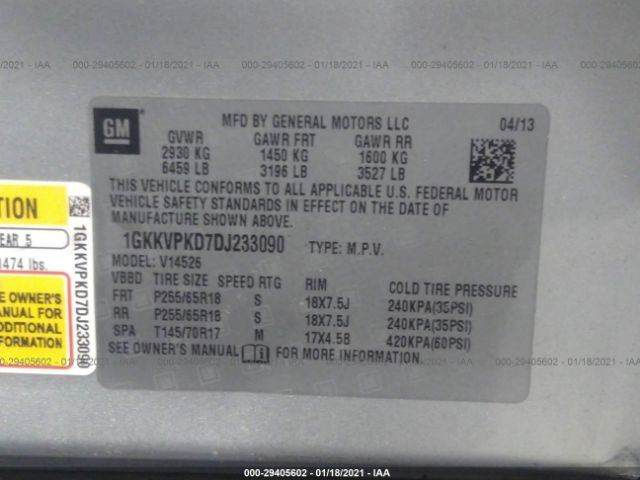 000-29405602 - 01/18/2021 - IAA
GM
MFD BY GENERAL MOTORS LLC 04/13
GVWR GAWR FRT GAWR RR
2930 KG 1450 KG 1600 KG
6459 LB 3196 LB 3527 LB
THIS VEHICLE CONFORMS TO ALL APPLICABLE U.S. FEDERAL MOTOR
VEHICLE SAFETY STANDARDS IN EFFECT ON THE DATE OF
MANUFACTURE SHOWN ABOVE.
1GKKVPKD7DJ233090 TYPE: M.P.V.
MODEL: V14526
VBBD TIRE SIZE SPEED RTG RIM COLD TIRE PRESSURE
FRT P255/65R18 S 18X7.5J 240KPA(35PSI)
RR P255/65R18 S 18X7.5J 240KPA(35PSI)
SPA T145/70R17 M 17X4.5B 420KPA(60PSI)
SEE OWNER'S MANUAL FOR MORE INFORMATION.
TION
EAR 5
1474 lbs.
E OWNER'S
MANUAL FOR
DDITIONAL
FORMATION
1GKKVPKD7DJ233090
000-29405602 - 01/18/2021 - IAA